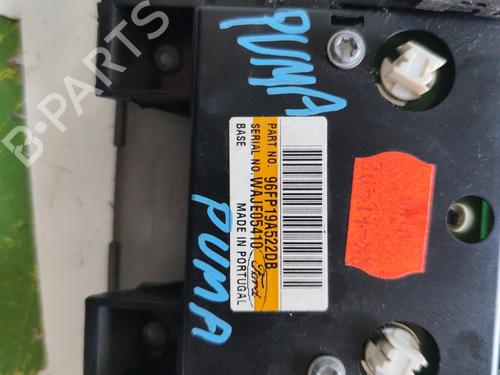 PUMA
PART NO. 96FP19A522DB
SERIAL NO. WAJE05410
BASE
Ford
MADE IN PORTUGAL
PUMA
B-PARTS